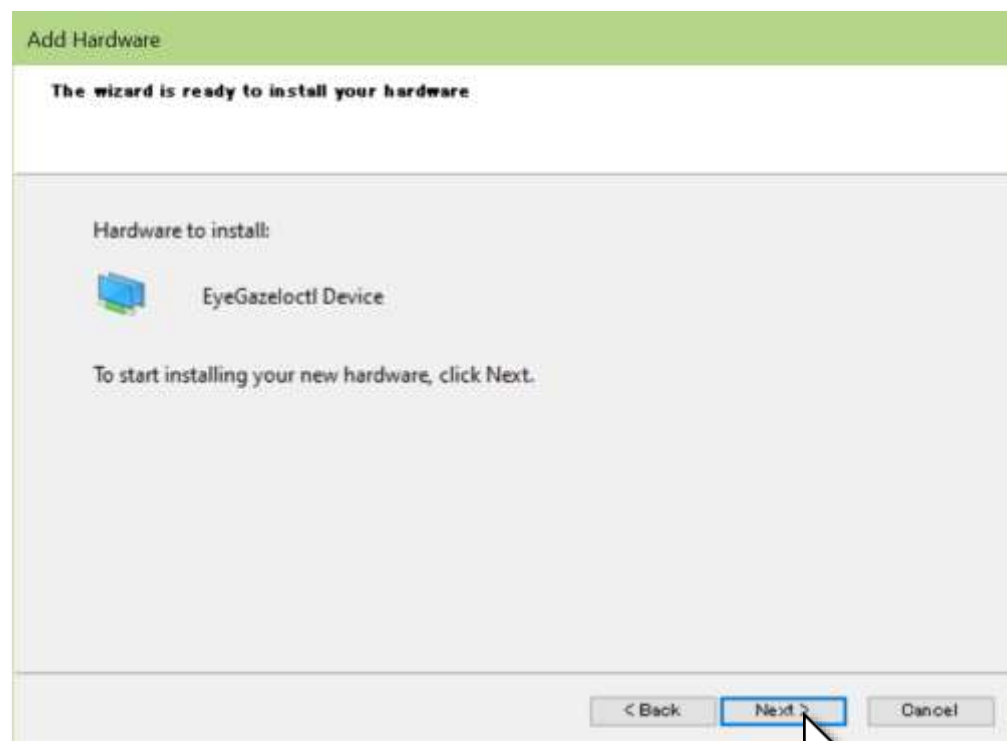 Add Hardware
The wizard is ready to install your hardware
Hardware to install:
EyeGazeIoctl Device
To start installing your new hardware, click Next.
< Back Next > Cancel